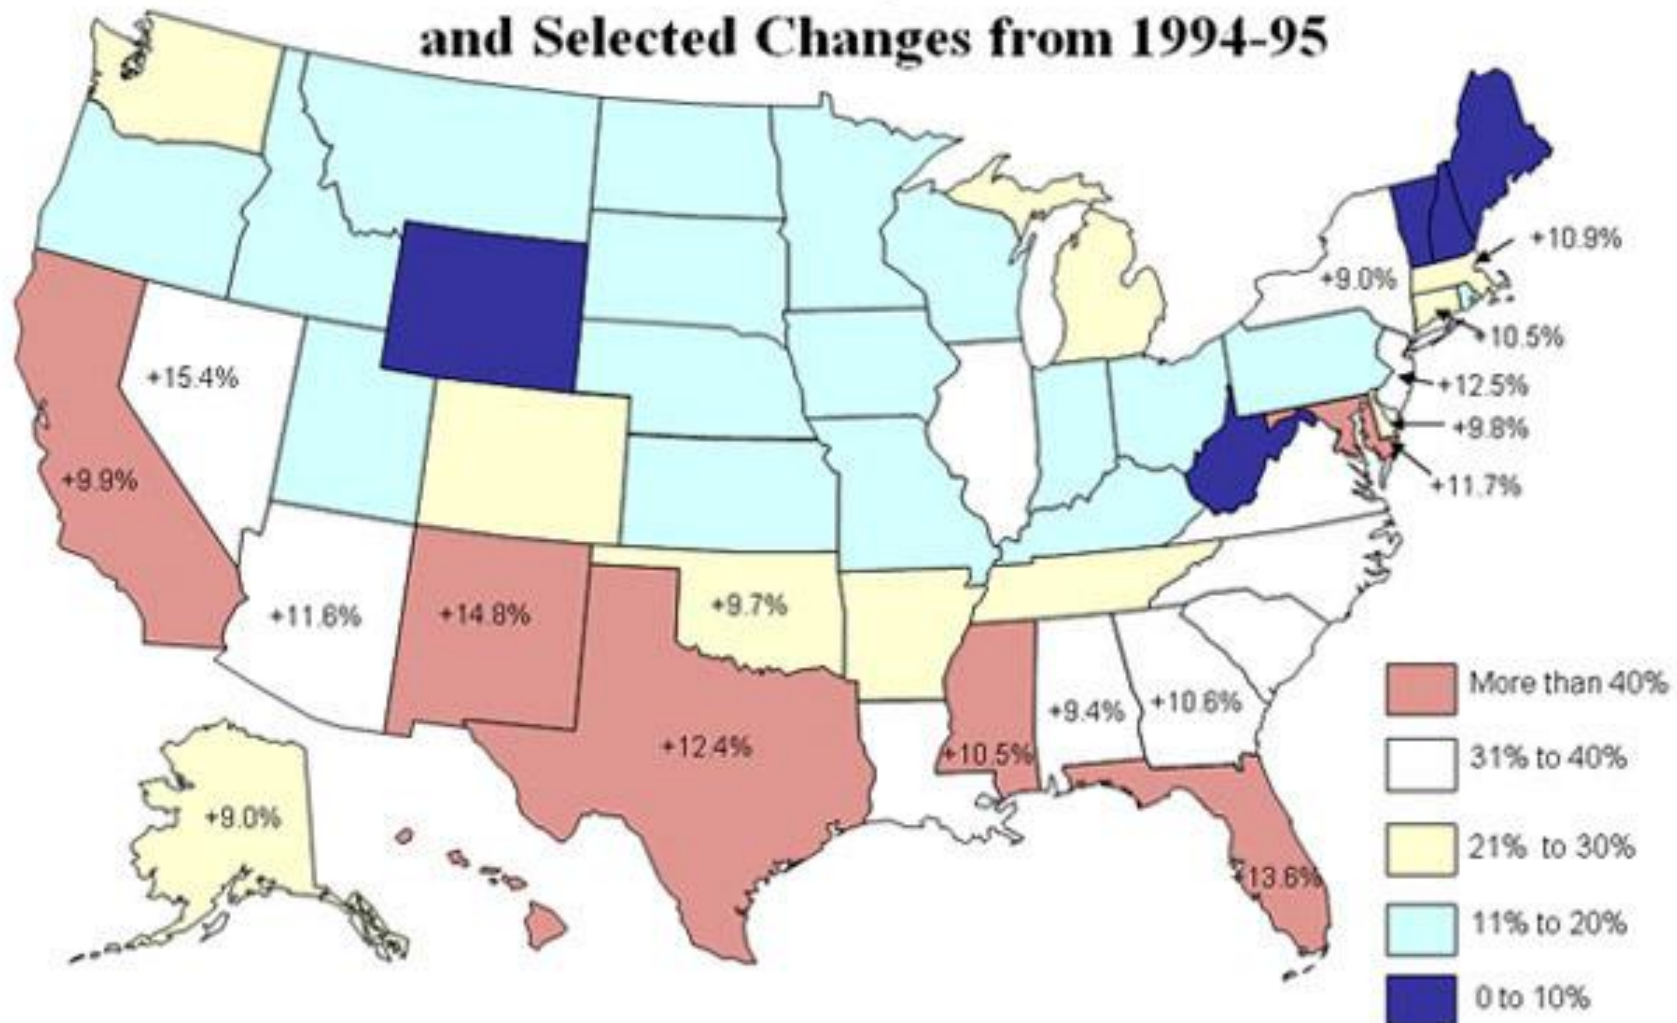 and Selected Changes from 1994-95
+10.9%
+9.0%
+10.5%
+15.4%
+12.5%
+9.8%
+9.9%
+11.7%
+11.6%
+14.8%
+9.7%
More than 40%
+9.4%
+10.6%
+12.4%
+10.5%
31% to 40%
+9.0%
21% to 30%
+13.6%
11% to 20%
0 to 10%